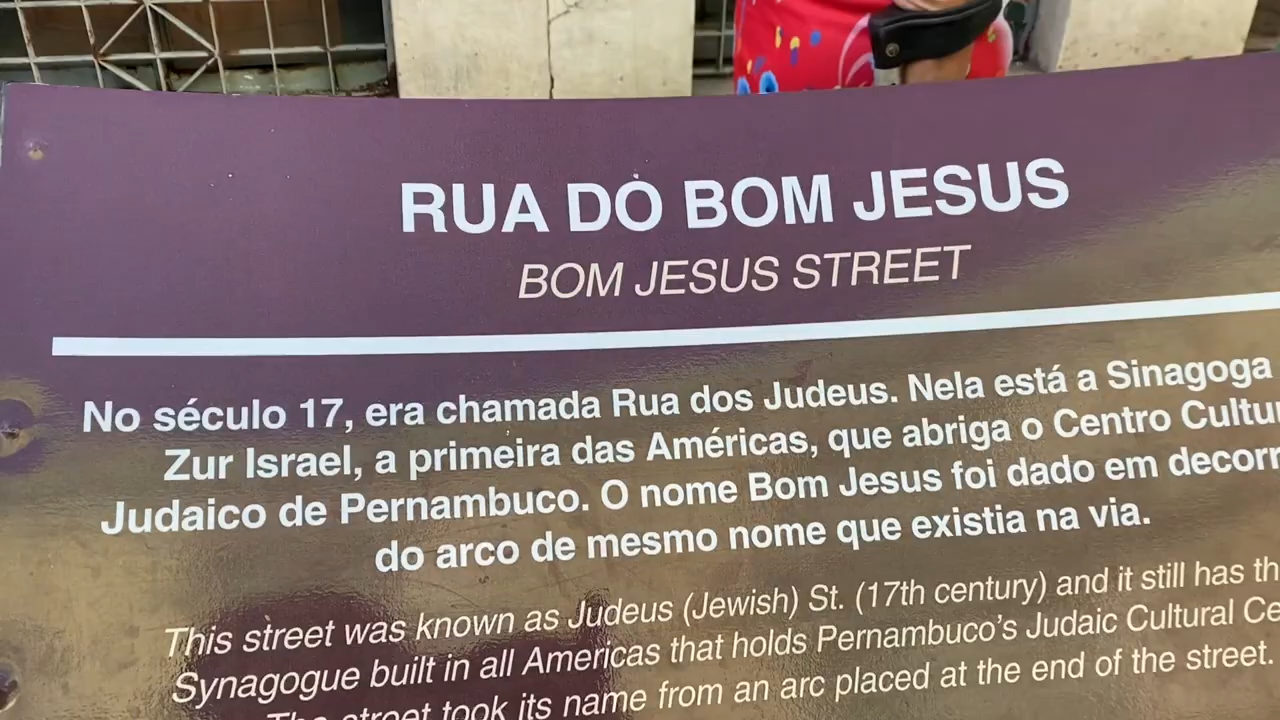 RUA DO BOM JESUS
BOM JESUS STREET
No século 17, era chamada Rua dos Judeus. Nela está a Sinagoga
Zur Israel, a primeira das Américas, que abriga o Centro
Judaico de Pernambuco. O nome Bom Jesus foi dado em
do arco de mesmo nome que existia na via.
This street was known as Judeus (Jewish) St. (17th century) and it still has
Synagogue built in all Americas that holds Pernambuco's Judaic Cultural
The street took its name from an arc placed at the end of the street.